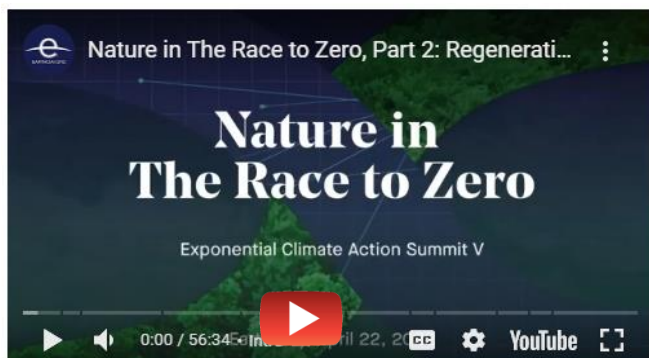 Nature in The Race to Zero, Part 2: Regenerati...
Nature in
The Race to Zero
Exponential Climate Action Summit V
0:00 / 56:34
CC
YouTube